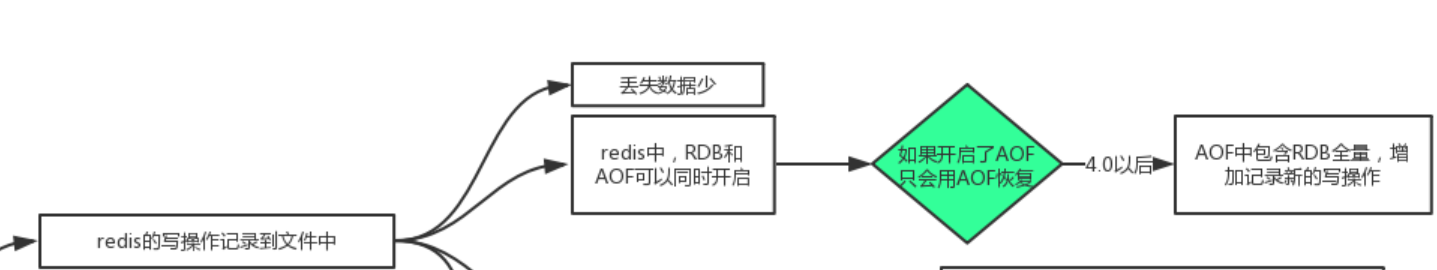 丢失数据少
redis中，RDB和
AOF可以同时开启
如果开启了AOF
只会用AOF恢复
4.0以后
AOF中包含RDB全量，增
加记录新的写操作
redis的写操作记录到文件中